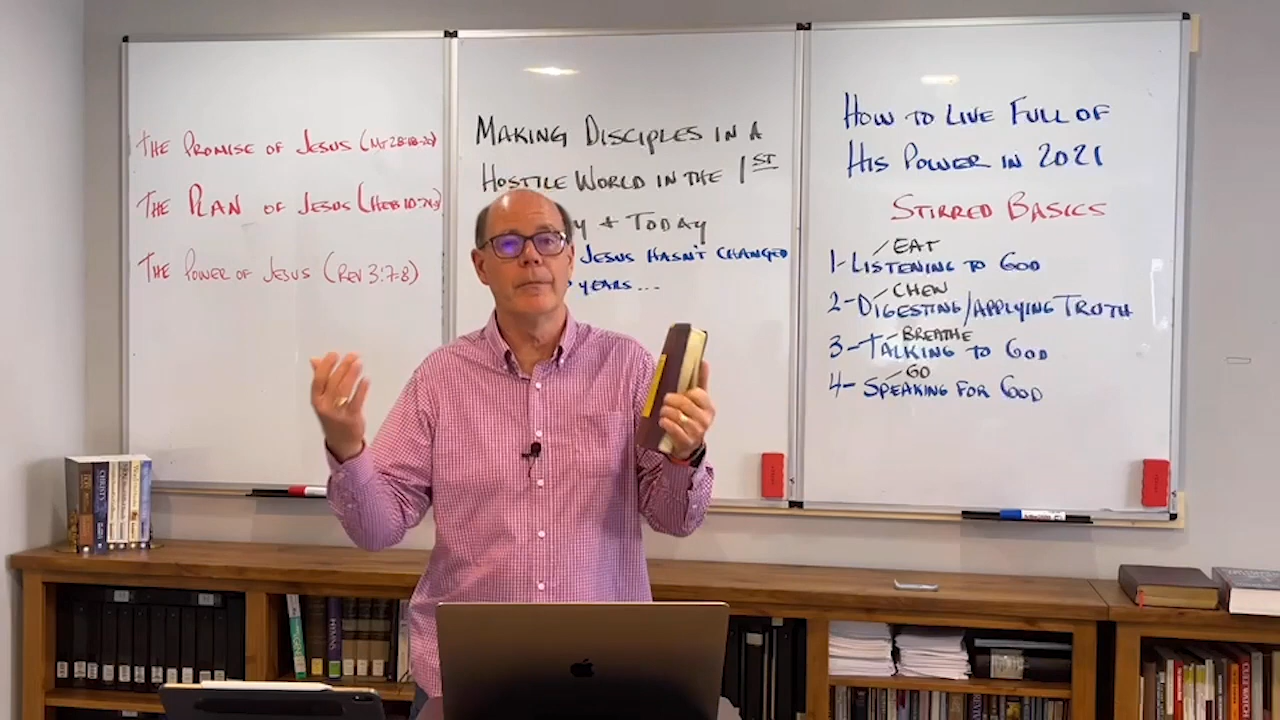 THE PROMISE OF JESUS (MT 28:18-20)
THE PLAN OF JESUS (HEB 10:24
THE POWER OF JESUS (REV 3:7-8)
MAKING DISCIPLES IN A
HOSTILE WORLD IN THE 1ST
Y + TODAY
JESUS HASN'T CHANGED
YEARS...
HOW TO LIVE FULL OF
HIS POWER IN 2021
STIRRED BASICS
EAT
1-LISTENING TO GOD
CHEW
2-DIGESTING/APPLYING TRUTH
BREATHE
3-TALKING TO GOD
GO
4-SPEAKING FOR GOD
CHRISTY
HYMNS